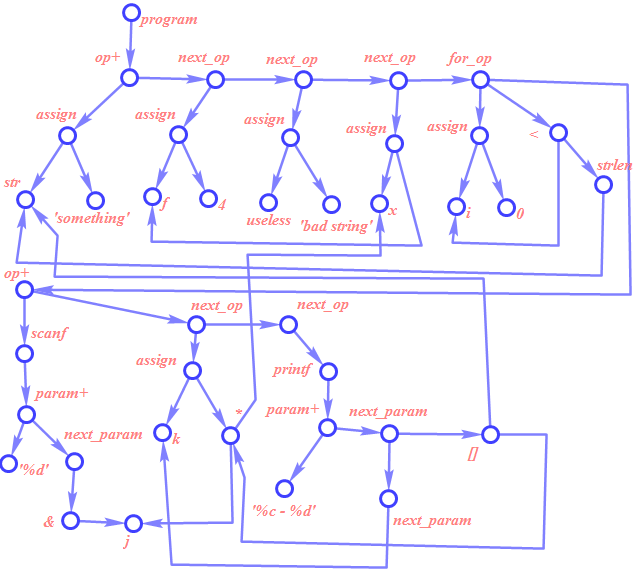 program
op+
next_op
next_op
next_op
for_op
assign
assign
assign
assign
assign
<
strlen
str
'something'
f
4
useless
'bad string'
x
i
0
op+
next_op
next_op
scanf
assign
printf
param+
*
param+
next_param
next_param
'%d'
k
[]
'%c - %d'
&
j
next_param